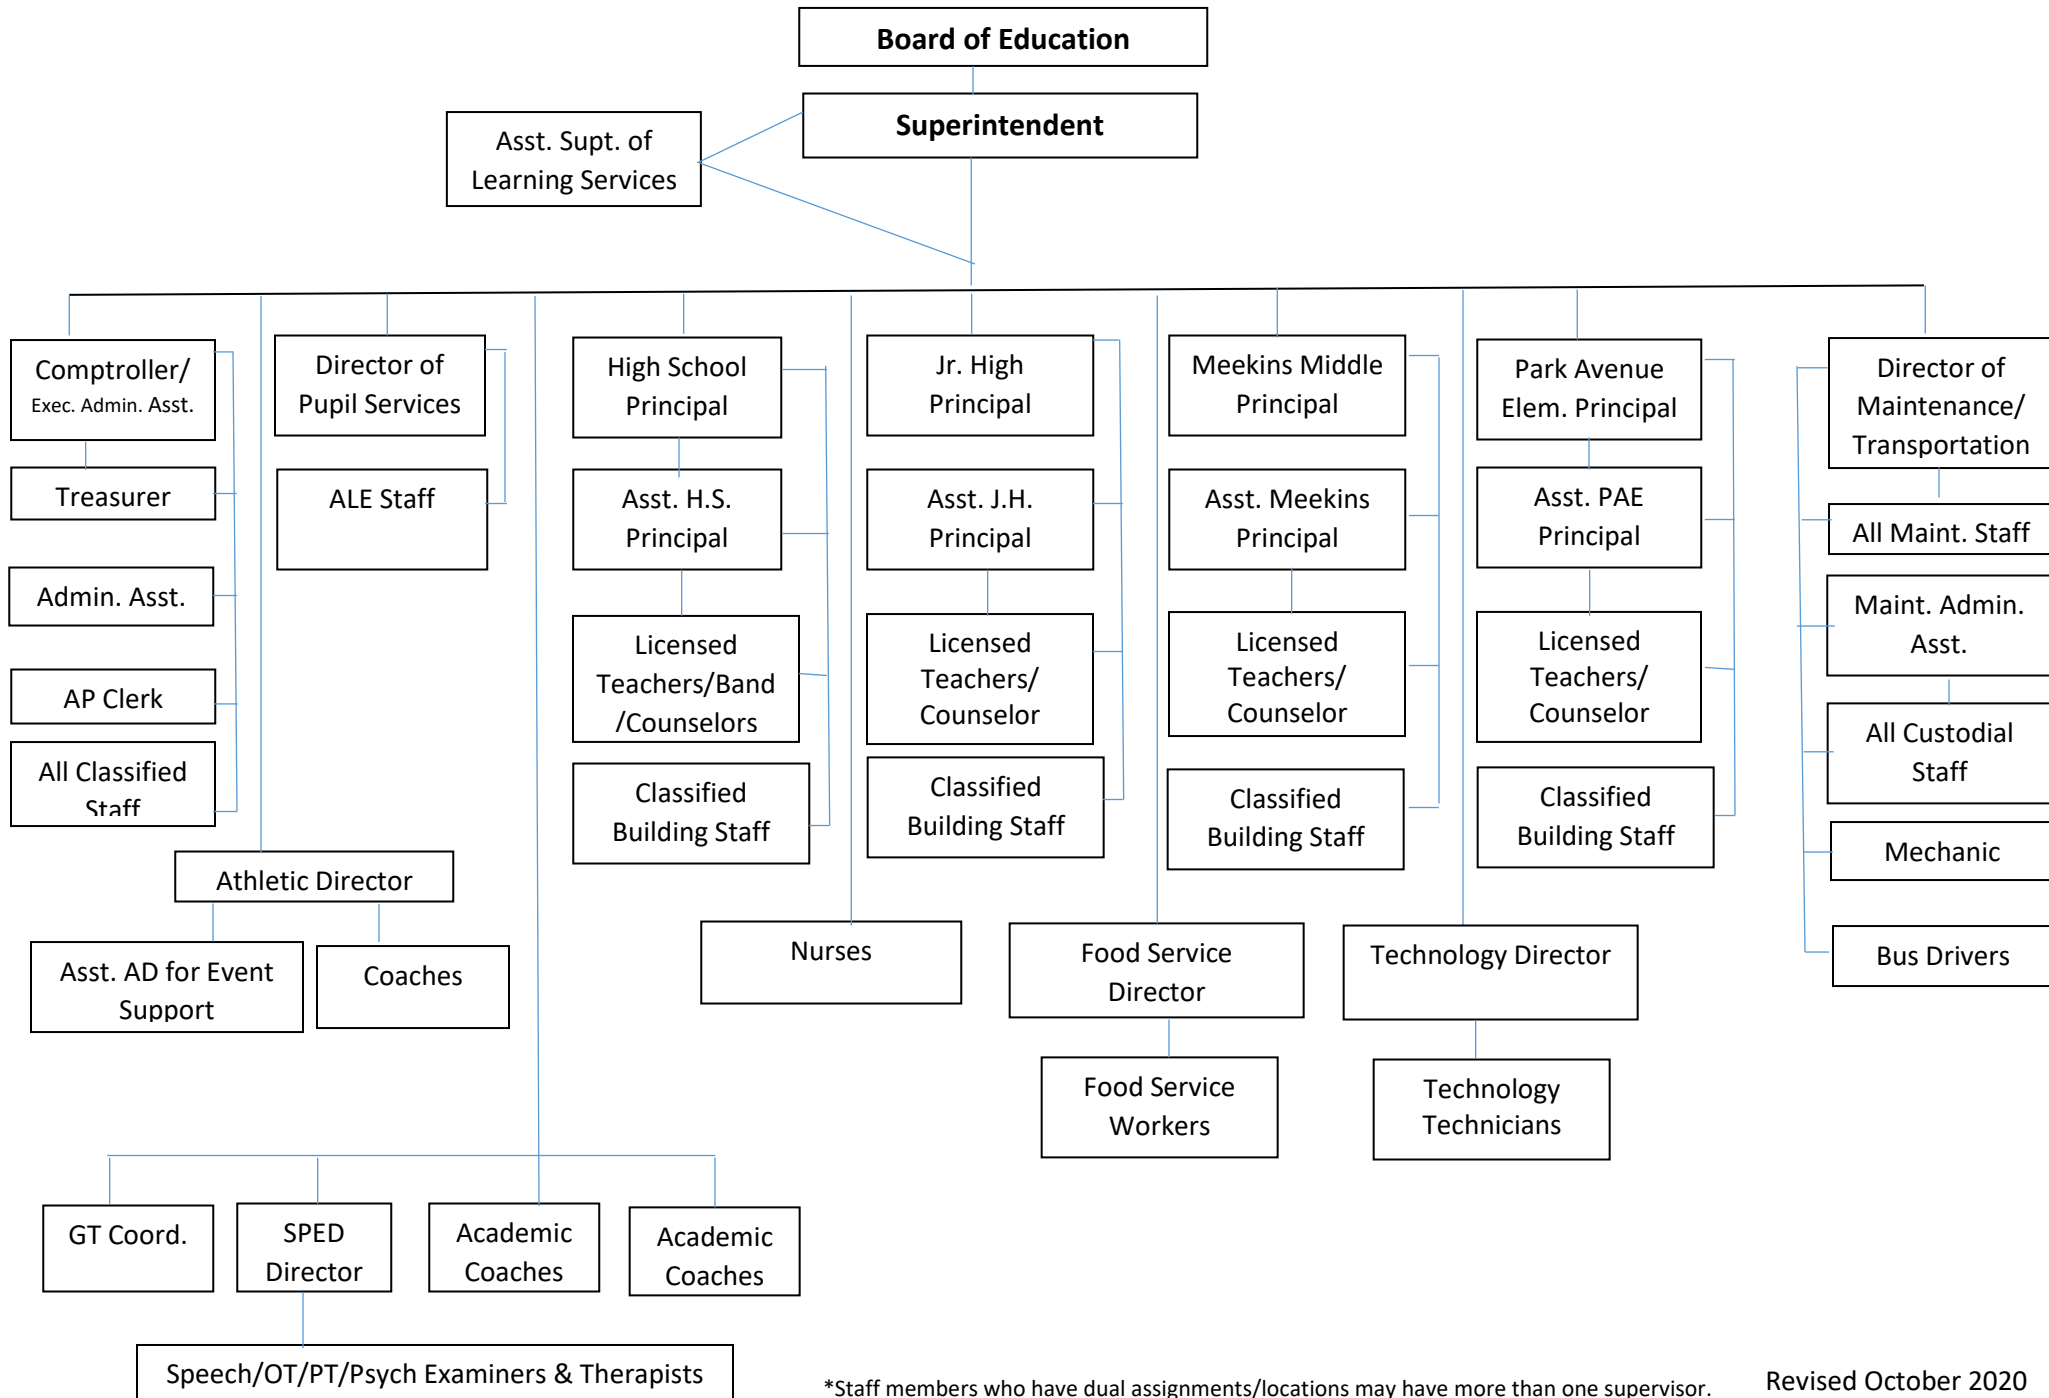 Board of Education
Superintendent
Asst. Supt. of
Learning Services
Comptroller/
Exec. Admin. Asst.
Treasurer
Admin. Asst.
AP Clerk
All Classified
Staff
Director of
Pupil Services
ALE Staff
High School
Principal
Asst. H.S.
Principal
Licensed
Teachers/Band
/Counselors
Classified
Building Staff
Jr. High
Principal
Asst. J.H.
Principal
Licensed
Teachers/
Counselor
Classified
Building Staff
Meekins Middle
Principal
Asst. Meekins
Principal
Licensed
Teachers/
Counselor
Classified
Building Staff
Park Avenue
Elem. Principal
Asst. PAE
Principal
Licensed
Teachers/
Counselor
Classified
Building Staff
Director of
Maintenance/
Transportation
All Maint. Staff
Maint. Admin.
Asst.
All Custodial
Staff
Mechanic
Bus Drivers
Athletic Director
Asst. AD for Event
Support
Coaches
Nurses
Food Service
Director
Food Service
Workers
Technology Director
Technology
Technicians
GT Coord.
SPED
Director
Academic
Coaches
Academic
Coaches
Speech/OT/PT/Psych Examiners & Therapists
*Staff members who have dual assignments/locations may have more than one supervisor.
Revised October 2020